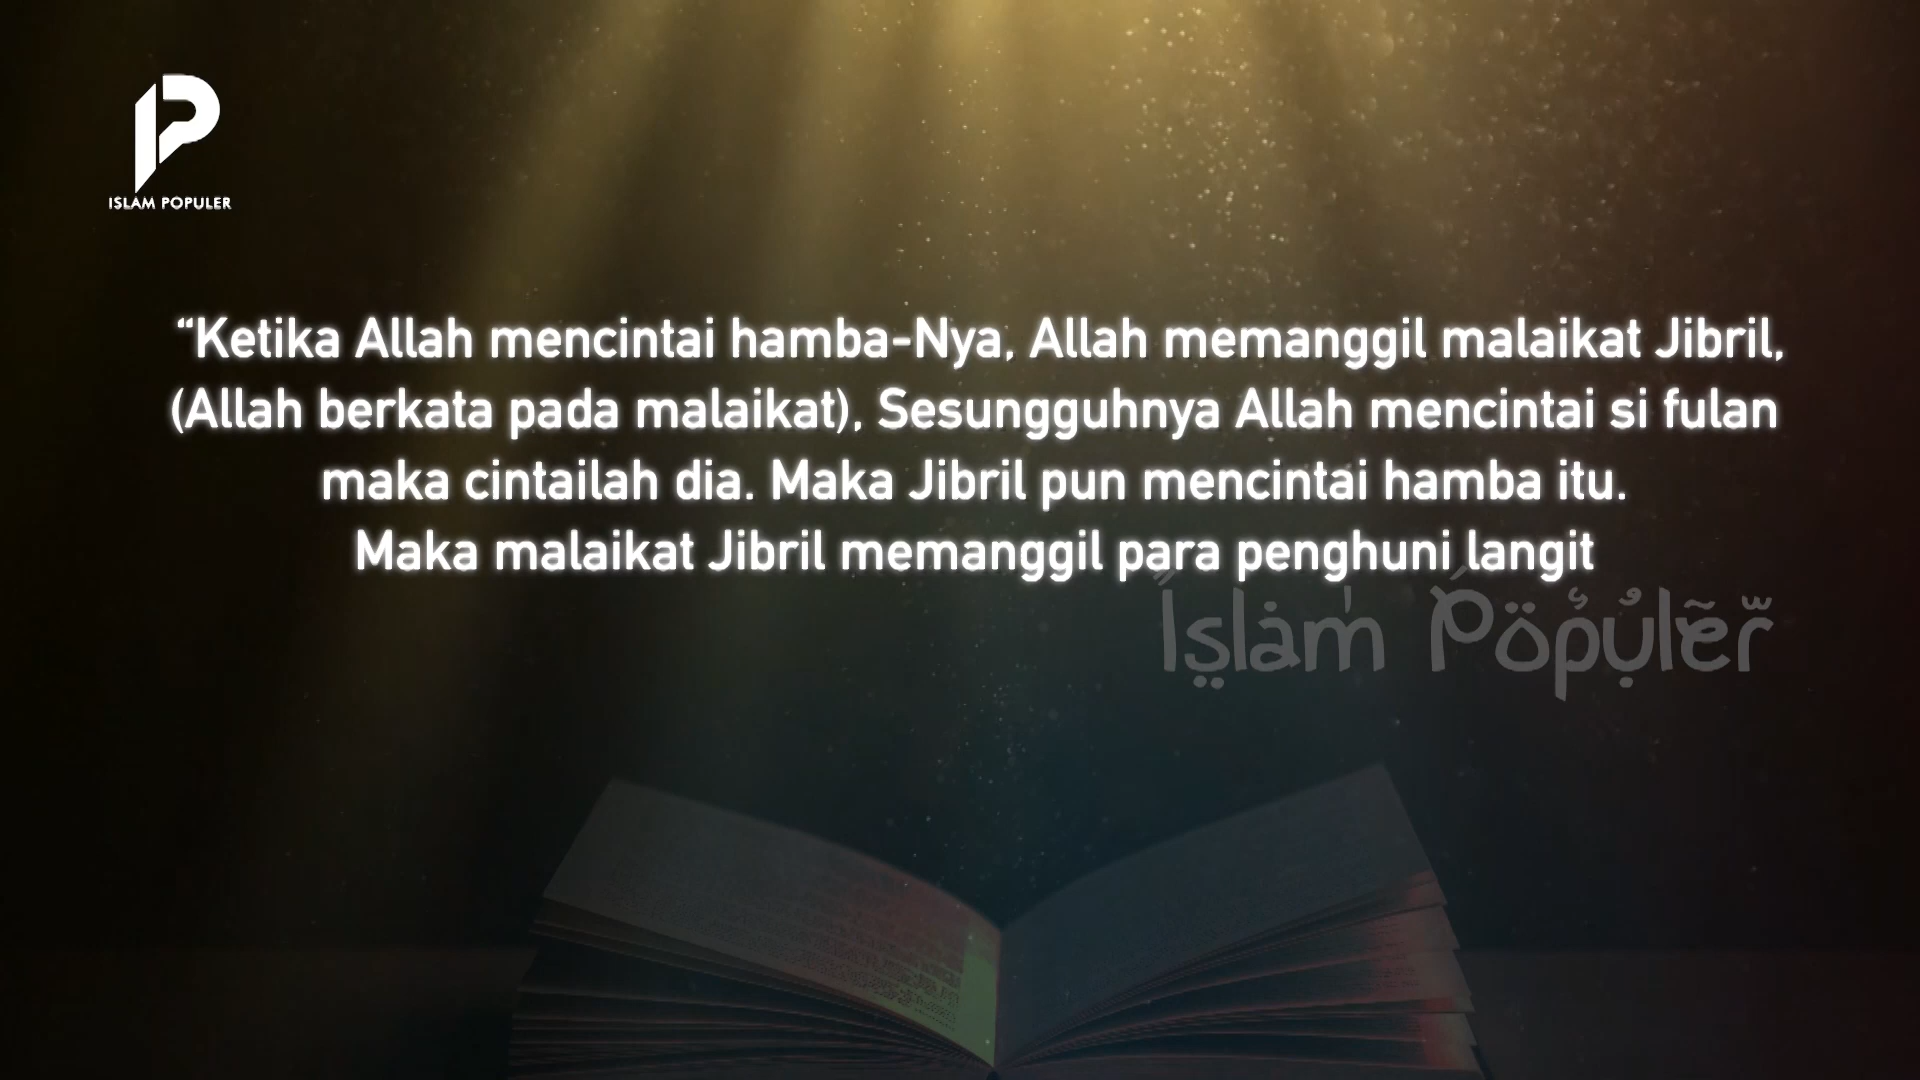 ISLAM POPULER
“Ketika Allah mencintai hamba-Nya, Allah memanggil malaikat Jibril,
(Allah berkata pada malaikat), Sesungguhnya Allah mencintai si fulan
maka cintailah dia. Maka Jibril pun mencintai hamba itu.
Maka malaikat Jibril memanggil para penghuni langit
Islam Populer